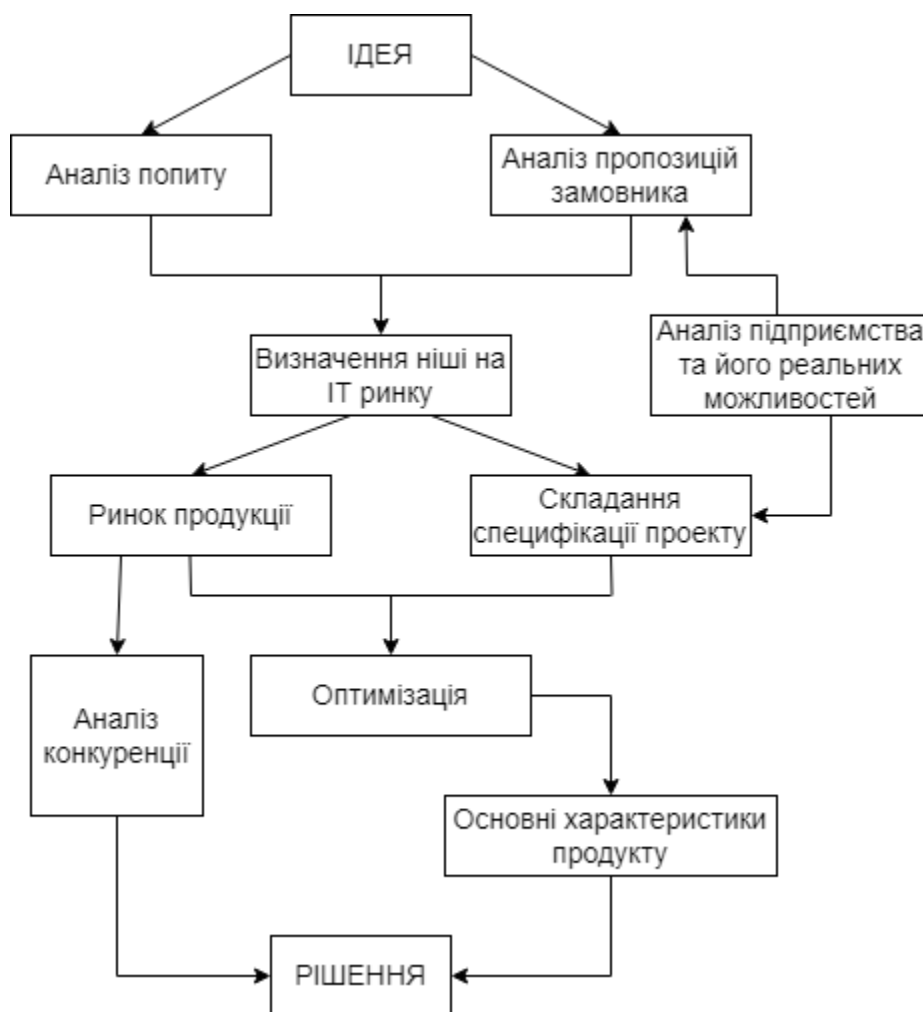 ІДЕЯ
Аналіз попиту
Аналіз пропозицій
замовника
Визначення ніші на
ІТ ринку
Аналіз підприємства
та його реальних
можливостей
Ринок продукції
Складання
специфікації проекту
Аналіз
конкуренції
Оптимізація
Основні характеристики
продукту
РІШЕННЯ